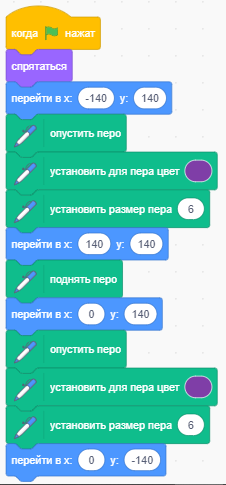 когда нажат
спрятаться
перейти в x: -140 y: 140
опустить перо
установить для пера цвет
установить размер пера 6
перейти в x: 140 y: 140
поднять перо
перейти в x: 0 y: 140
опустить перо
установить для пера цвет
установить размер пера 6
перейти в x: 0 y: -140